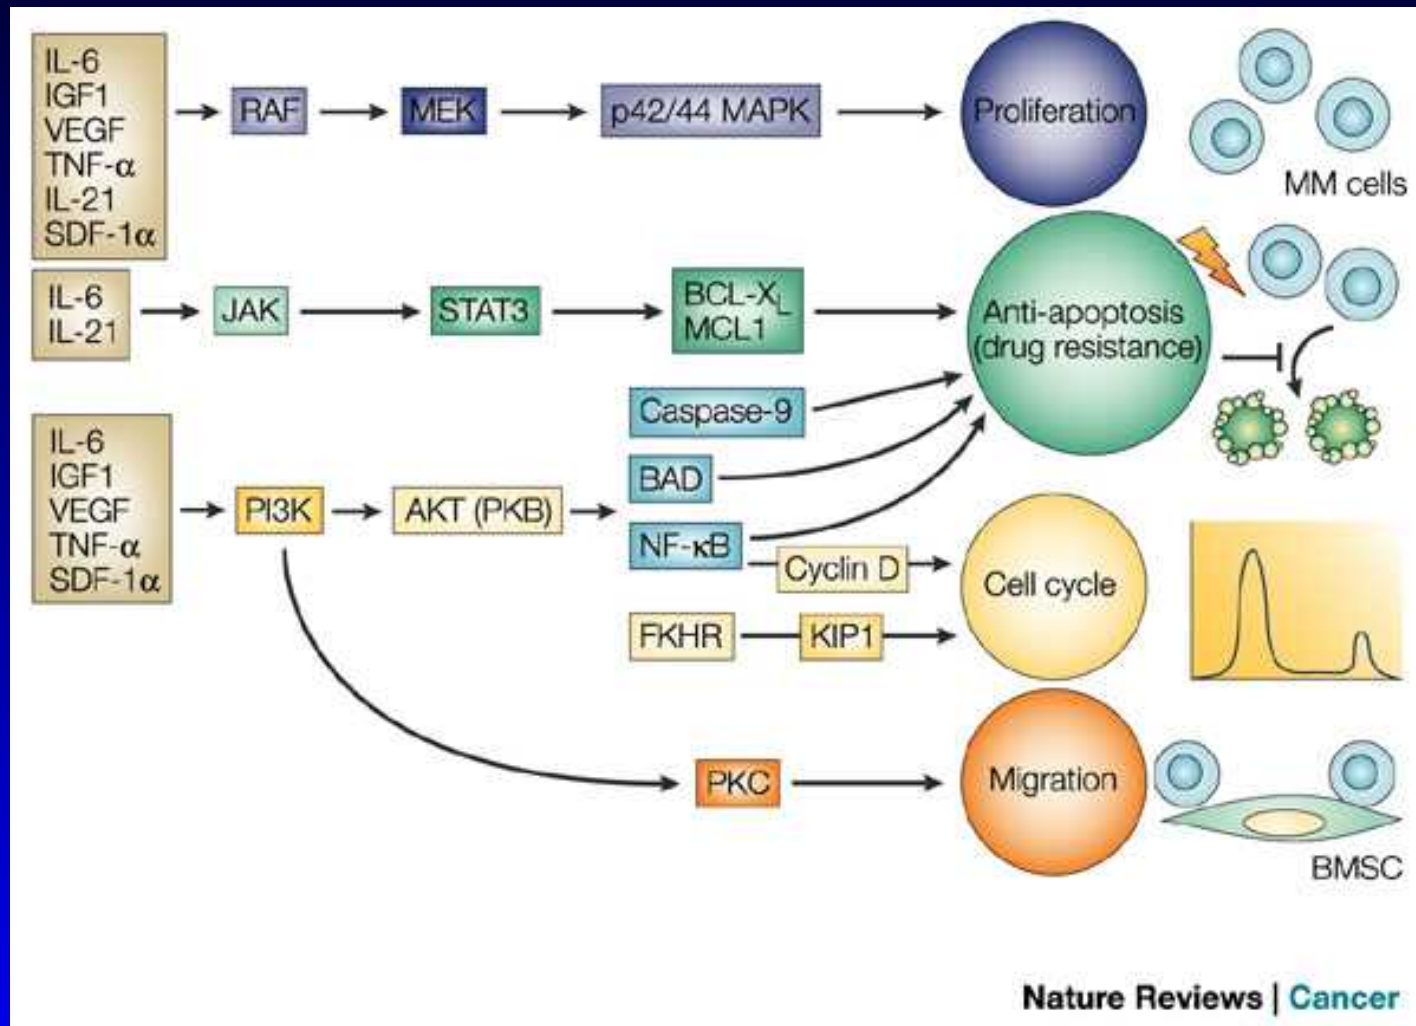 IL-6
IGF1
VEGF
TNF-α
IL-21
SDF-1α
RAF
MEK
p42/44 MAPK
Proliferation
MM cells
IL-6
IL-21
JAK
STAT3
BCL-XL
MCL1
Anti-apoptosis
(drug resistance)
IL-6
IGF1
VEGF
TNF-α
SDF-1α
PI3K
AKT (PKB)
Caspase-9
BAD
NF-κB
Cyclin D
FKHR
KIP1
Cell cycle
PKC
Migration
BMSC
Nature Reviews | Cancer